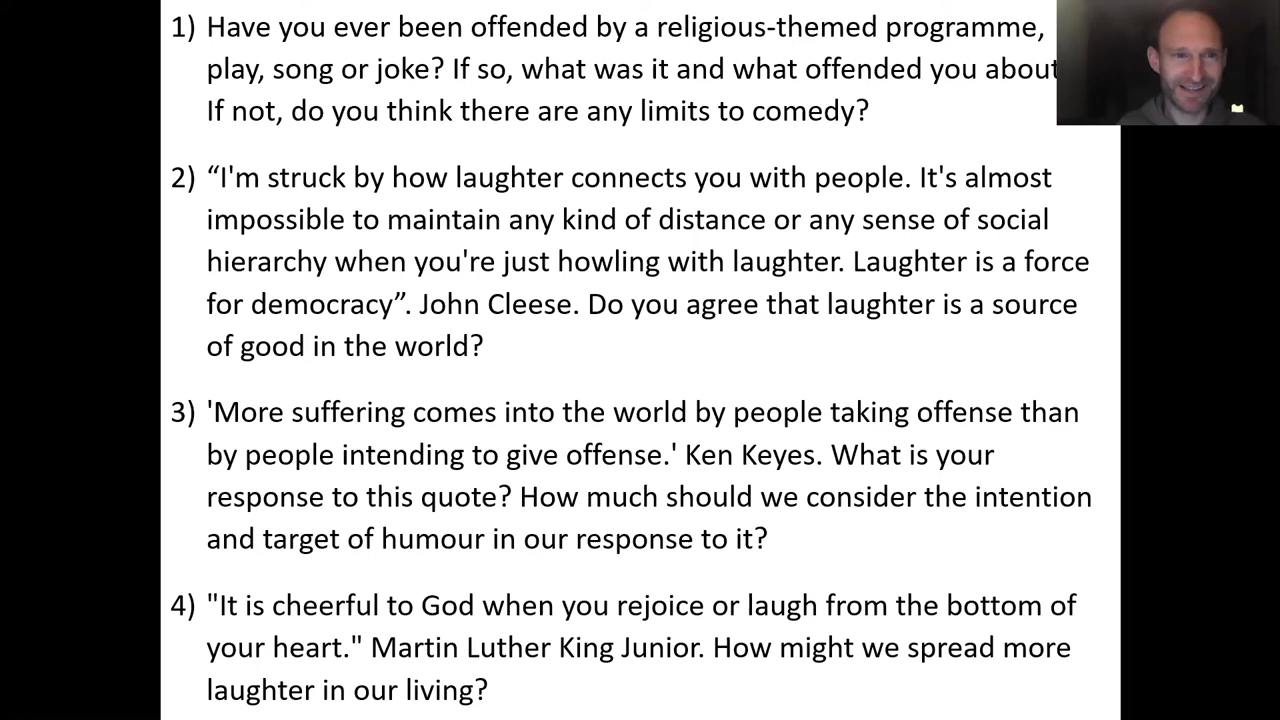 1) Have you ever been offended by a religious-themed programme,
play, song or joke? If so, what was it and what offended you about
If not, do you think there are any limits to comedy?
2) “I'm struck by how laughter connects you with people. It's almost
impossible to maintain any kind of distance or any sense of social
hierarchy when you're just howling with laughter. Laughter is a force
for democracy”. John Cleese. Do you agree that laughter is a source
of good in the world?
3) 'More suffering comes into the world by people taking offense than
by people intending to give offense.' Ken Keyes. What is your
response to this quote? How much should we consider the intention
and target of humour in our response to it?
4) "It is cheerful to God when you rejoice or laugh from the bottom of
your heart." Martin Luther King Junior. How might we spread more
laughter in our living?